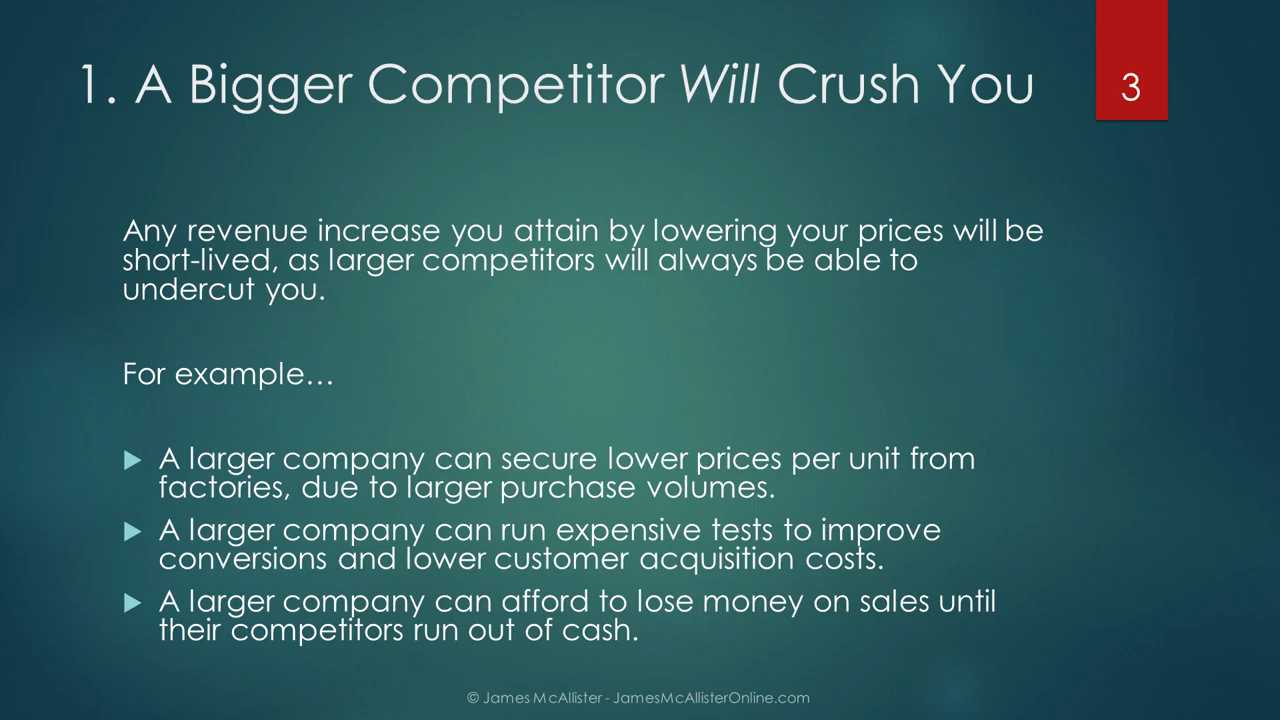 1. A Bigger Competitor Will Crush You
3
Any revenue increase you attain by lowering your prices will be
short-lived, as larger competitors will always be able to
undercut you.
For example…
A larger company can secure lower prices per unit from
factories, due to larger purchase volumes.
A larger company can run expensive tests to improve
conversions and lower customer acquisition costs.
A larger company can afford to lose money on sales until
their competitors run out of cash.
© James McAllister - JamesMcAllisterOnline.com